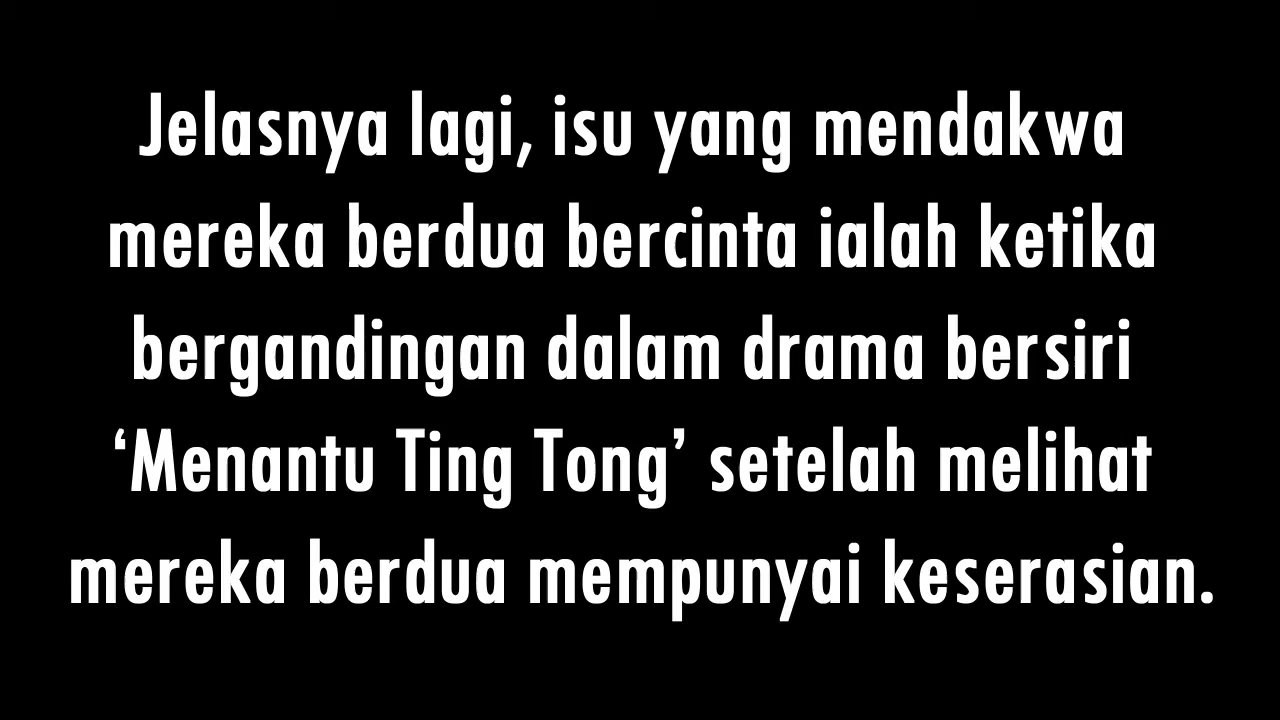 Jelasnya lagi, isu yang mendakwa
mereka berdua bercinta ialah ketika
bergandingan dalam drama bersiri
‘Menantu Ting Tong’ setelah melihat
mereka berdua mempunyai keserasian.